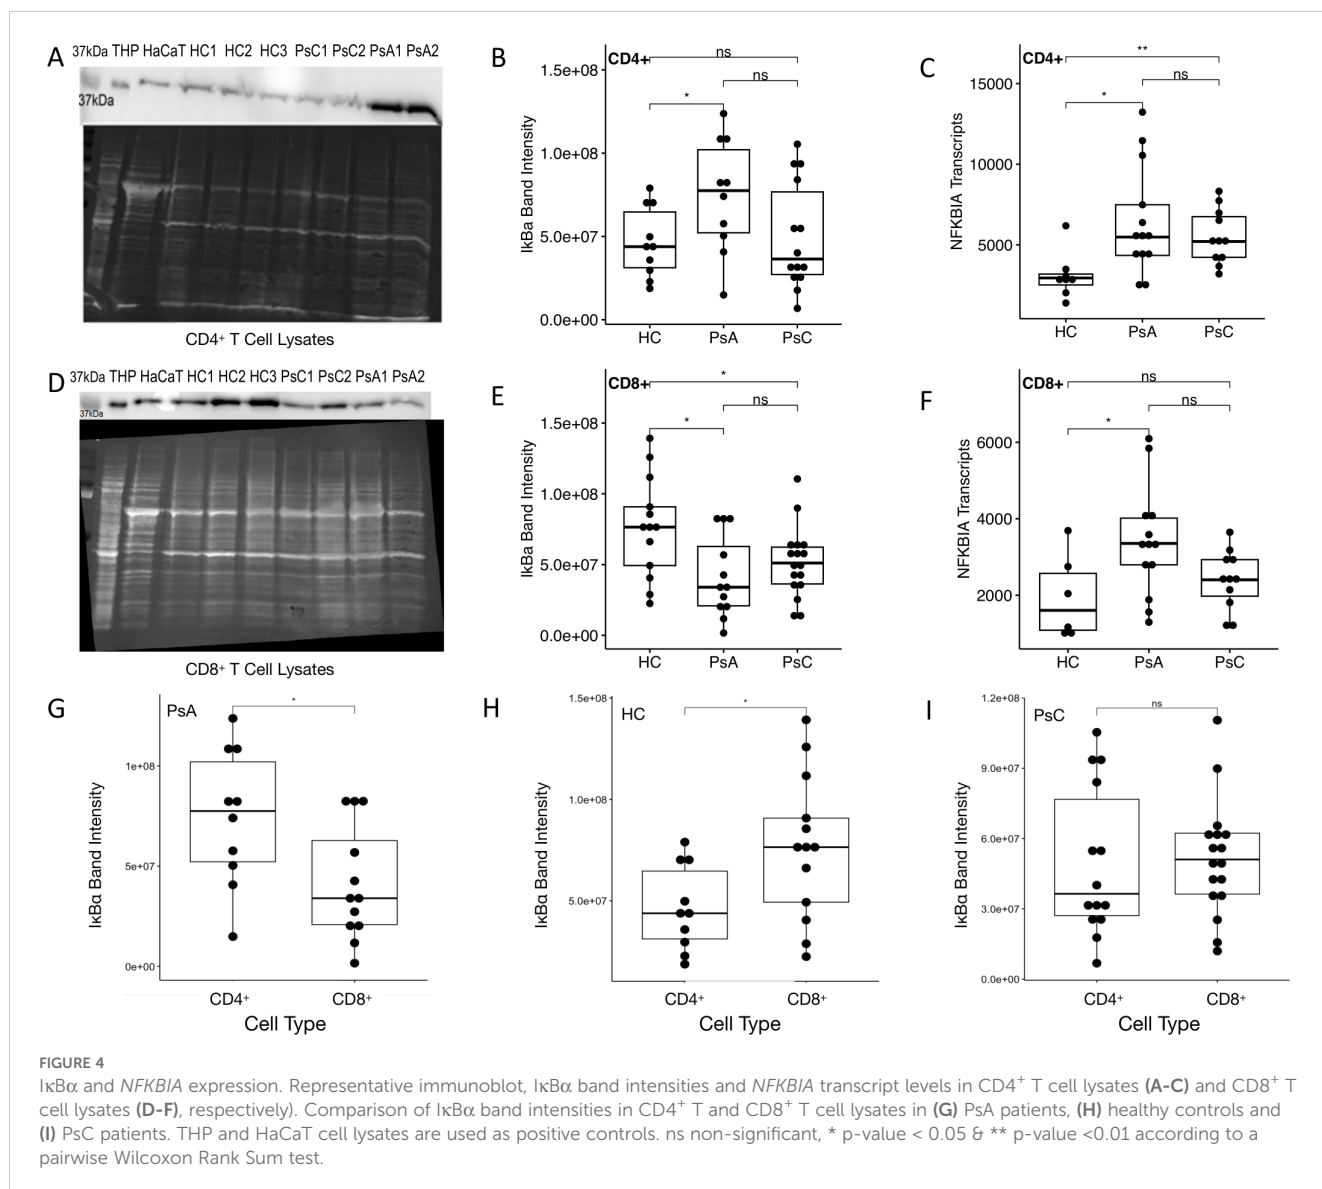 A
37kDa THP HaCaT HC1 HC2 HC3 PsC1 PsC2 PsA1 PsA2
37kDa
CD4+ T Cell Lysates
B
CD4+
ns
ns
*
IκBa Band Intensity
1.5e+08
1.0e+08
5.0e+07
0.0e+00
HC PsA PsC
C
CD4+
**
ns
*
NFKBIA Transcripts
15000
10000
5000
HC PsA PsC
D
37kDa THP HaCaT HC1 HC2 HC3 PsC1 PsC2 PsA1 PsA2
37kDa
CD8+ T Cell Lysates
E
CD8+
*
ns
*
IκBa Band Intensity
1.5e+08
1.0e+08
5.0e+07
0.0e+00
HC PsA PsC
F
CD8+
ns
ns
*
NFKBIA Transcripts
6000
4000
2000
HC PsA PsC
G
PsA
*
IκBα Band Intensity
1e+08
5e+07
0e+00
CD4+ CD8+
Cell Type
H
HC
*
IκBα Band Intensity
1.5e+08
1.0e+08
5.0e+07
CD4+ CD8+
Cell Type
I
PsC
ns
IκBα Band Intensity
1.2e+08
9.0e+07
6.0e+07
3.0e+07
0.0e+00
CD4+ CD8+
Cell Type
FIGURE 4
IκBα and NFKBIA expression. Representative immunoblot, IκBα band intensities and NFKBIA transcript levels in CD4+ T cell lysates (A-C) and CD8+ T
cell lysates (D-F), respectively). Comparison of IκBα band intensities in CD4+ T and CD8+ T cell lysates in (G) PsA patients, (H) healthy controls and
(I) PsC patients. THP and HaCaT cell lysates are used as positive controls. ns non-significant, * p-value < 0.05 & ** p-value <0.01 according to a
pairwise Wilcoxon Rank Sum test.